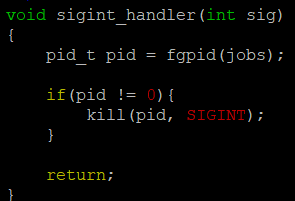 void sigint_handler(int sig)
{
    pid_t pid = fgpid(jobs);

    if(pid != 0){
        kill(pid, SIGINT);
    }

    return;
}